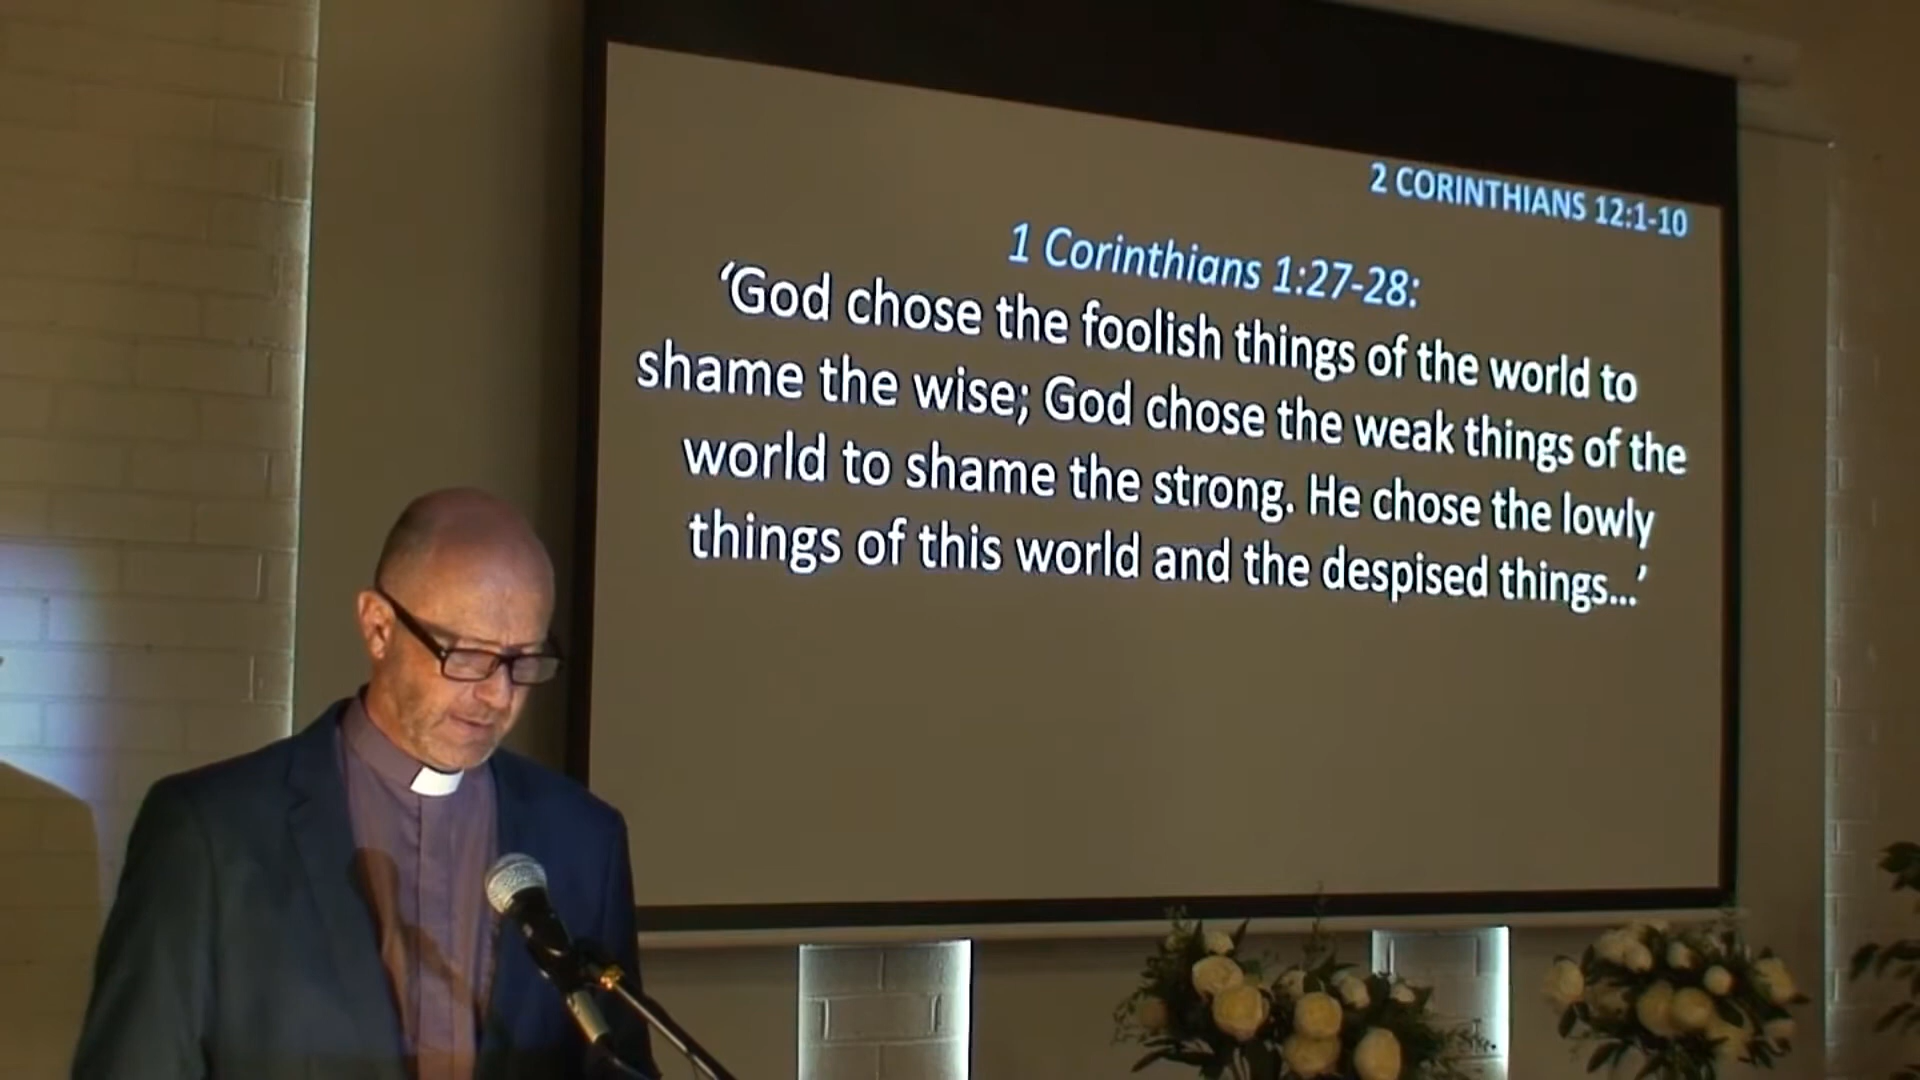 2 CORINTHIANS 12:1-10
1 Corinthians 1:27-28:
‘God chose the foolish things of the world to
shame the wise; God chose the weak things of the
world to shame the strong. He chose the lowly
things of this world and the despised things...’